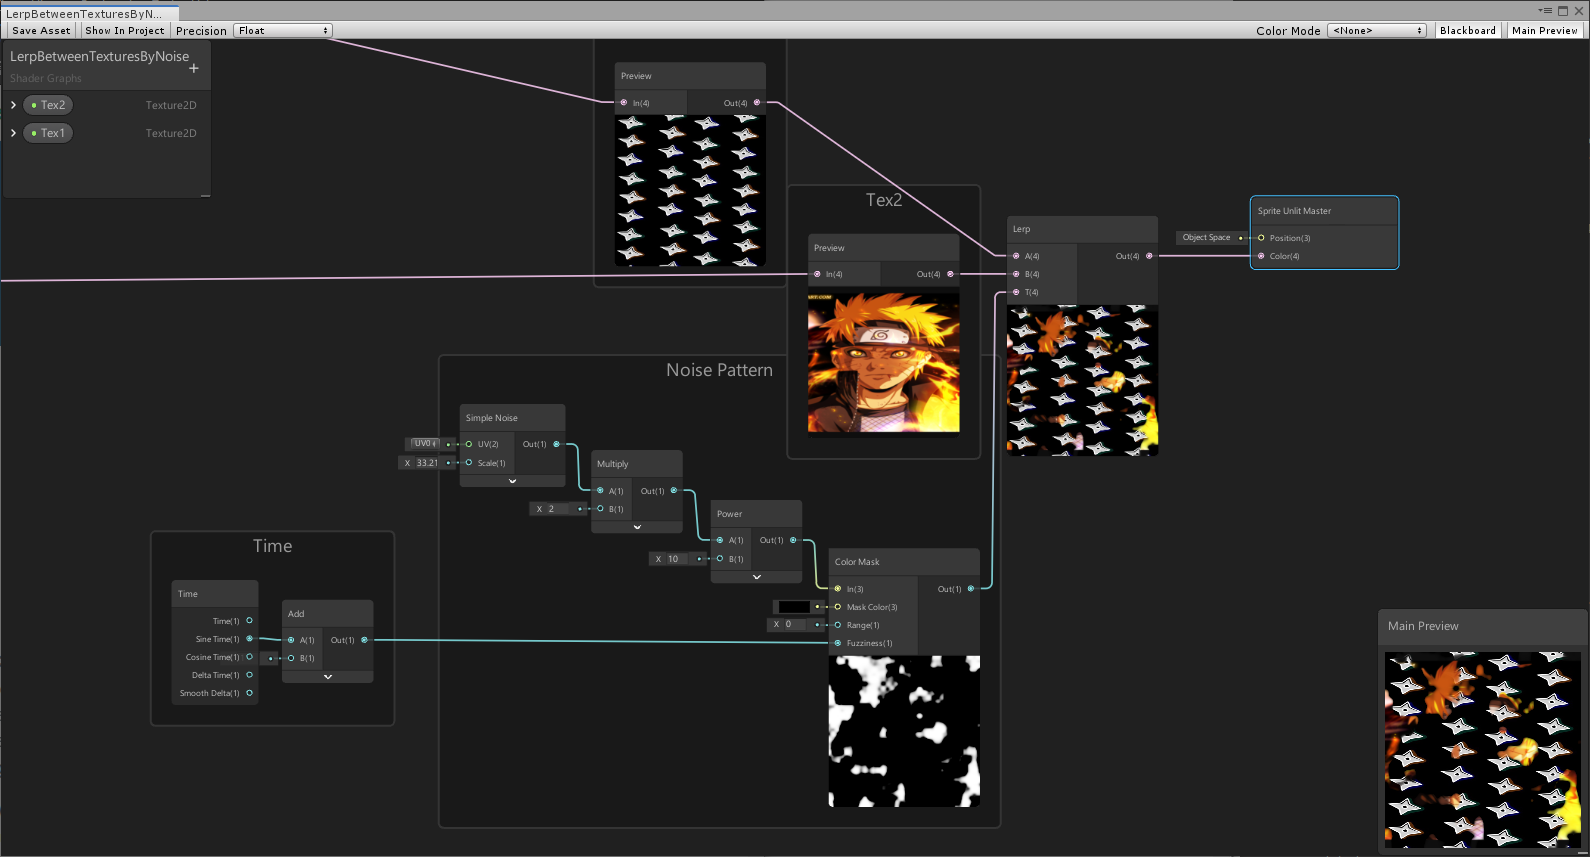 LerpBetweenTexturesByN...
Save Asset
Show In Project
Precision
Float
Color Mode
<None>
Blackboard
Main Preview
LerpBetweenTexturesByNoise
Shader Graphs
Tex2
Texture2D
Tex1
Texture2D
Preview
In(4)
Out(4)
Tex2
Preview
In(4)
Out(4)
Lerp
A(4)
Out(4)
B(4)
T(4)
Sprite Unlit Master
Object Space
Position(3)
Color(4)
Noise Pattern
Simple Noise
UV0
UV(2)
Out(1)
X 33.21
Scale(1)
Multiply
A(1)
Out(1)
X 2
B(1)
Power
A(1)
Out(1)
X 10
B(1)
Color Mask
In(3)
Out(1)
Mask Color(3)
X 0
Range(1)
Fuzziness(1)
Time
Time
Time(1)
Sine Time(1)
Cosine Time(1)
Delta Time(1)
Smooth Delta(1)
Add
A(1)
Out(1)
B(1)
Main Preview